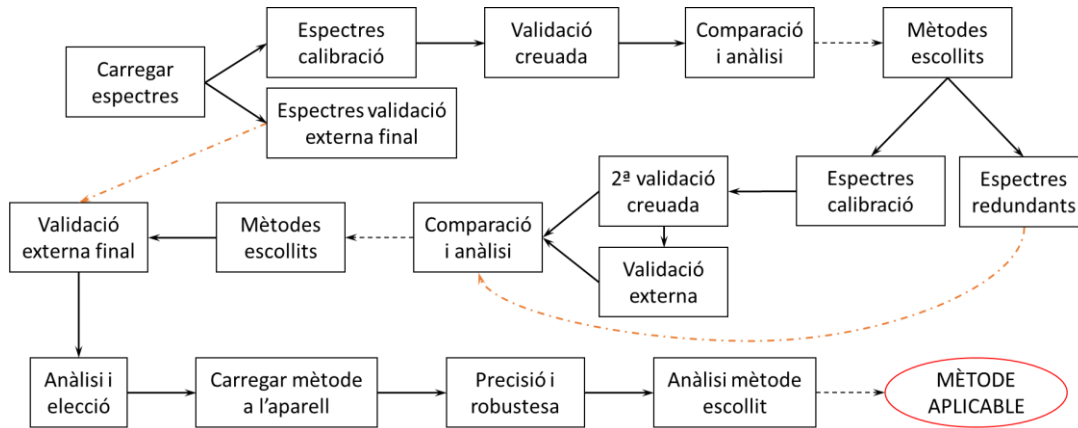 Carregar
espectres
Espectres
calibració
Validació
creuada
Comparació
i anàlisi
Mètodes
escollits
Espectres validació
externa final
Espectres
calibració
Espectres
redundants
2ª validació
creuada
Validació
externa
Comparació
i anàlisi
Mètodes
escollits
Validació
externa final
Anàlisi i
elecció
Carregar mètode
a l’aparell
Precisió i
robustesa
Anàlisi mètode
escollit
MÈTODE
APLICABLE